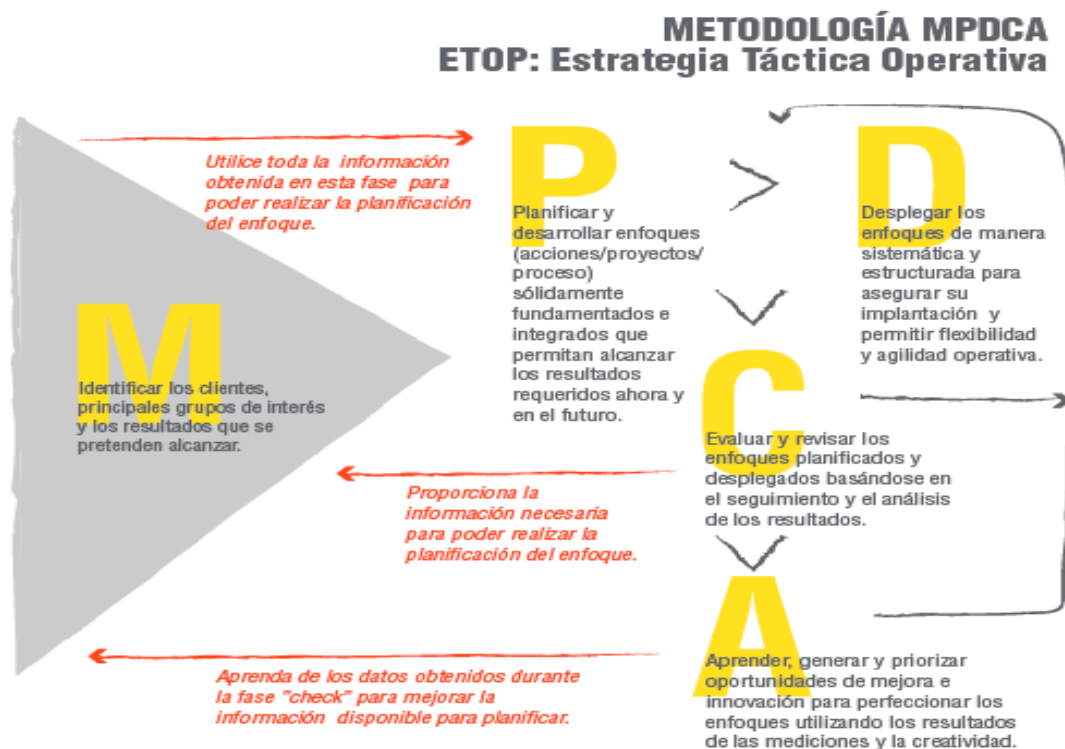 METODOLOGÍA MPDCA
ETOP: Estrategia Táctica Operativa
Utilice toda la información
obtenida en esta fase para
poder realizar la planificación
del enfoque.
M
Identificar los clientes,
principales grupos de interés
y los resultados que se
pretenden alcanzar.
P
Planificar y
desarrollar enfoques
(acciones/proyectos/
proceso)
sólidamente
fundamentados e
integrados que
permitan alcanzar
los resultados
requeridos ahora y
en el futuro.
D
Desplegar los
enfoques de manera
sistemática y
estructurada para
asegurar su
implantación y
permitir flexibilidad
y agilidad operativa.
C
Evaluar y revisar los
enfoques planificados y
desplegados basándose en
el seguimiento y el análisis
de los resultados.
Proporciona la
información necesaria
para poder realizar la
planificación del enfoque.
A
Aprender, generar y priorizar
oportunidades de mejora e
innovación para perfeccionar los
enfoques utilizando los resultados
de las mediciones y la creatividad.
Aprenda de los datos obtenidos durante
la fase "check" para mejorar la
información disponible para planificar.